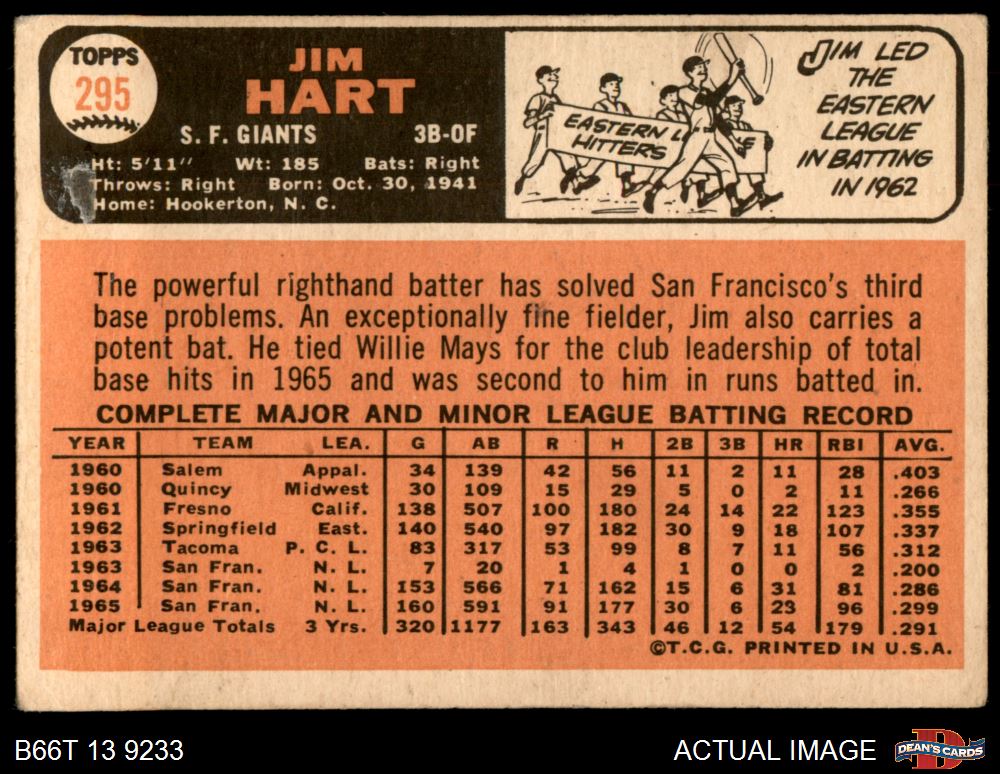 TOPPS
295
JIM
HART
S. F. GIANTS 3B-OF
Ht: 5'11" Wt: 185 Bats: Right
Throws: Right Born: Oct. 30, 1941
Home: Hookerton, N. C.
EASTERN L E
HITTERS
JIM LED
THE
EASTERN
LEAGUE
IN BATTING
IN 1962
The powerful righthand batter has solved San Francisco's third
base problems. An exceptionally fine fielder, Jim also carries a
potent bat. He tied Willie Mays for the club leadership of total
base hits in 1965 and was second to him in runs batted in.
COMPLETE MAJOR AND MINOR LEAGUE BATTING RECORD
YEAR TEAM LEA. G AB R H 2B 3B HR RBI AVG.
1960 Salem Appal. 34 139 42 56 11 2 11 28 .403
1960 Quincy Midwest 30 109 15 29 5 0 2 11 .266
1961 Fresno Calif. 138 507 100 180 24 14 22 123 .355
1962 Springfield East. 140 540 97 182 30 9 18 107 .337
1963 Tacoma P. C. L. 83 317 53 99 8 7 11 56 .312
1963 San Fran. N. L. 7 20 1 4 1 0 0 2 .200
1964 San Fran. N. L. 153 566 71 162 15 6 31 81 .286
1965 San Fran. N. L. 160 591 91 177 30 6 23 96 .299
Major League Totals 3 Yrs. 320 1177 163 343 46 12 54 179 .291
©T.C.G. PRINTED IN U.S.A.
B66T 13 9233 ACTUAL IMAGE DEAN'S CARDS